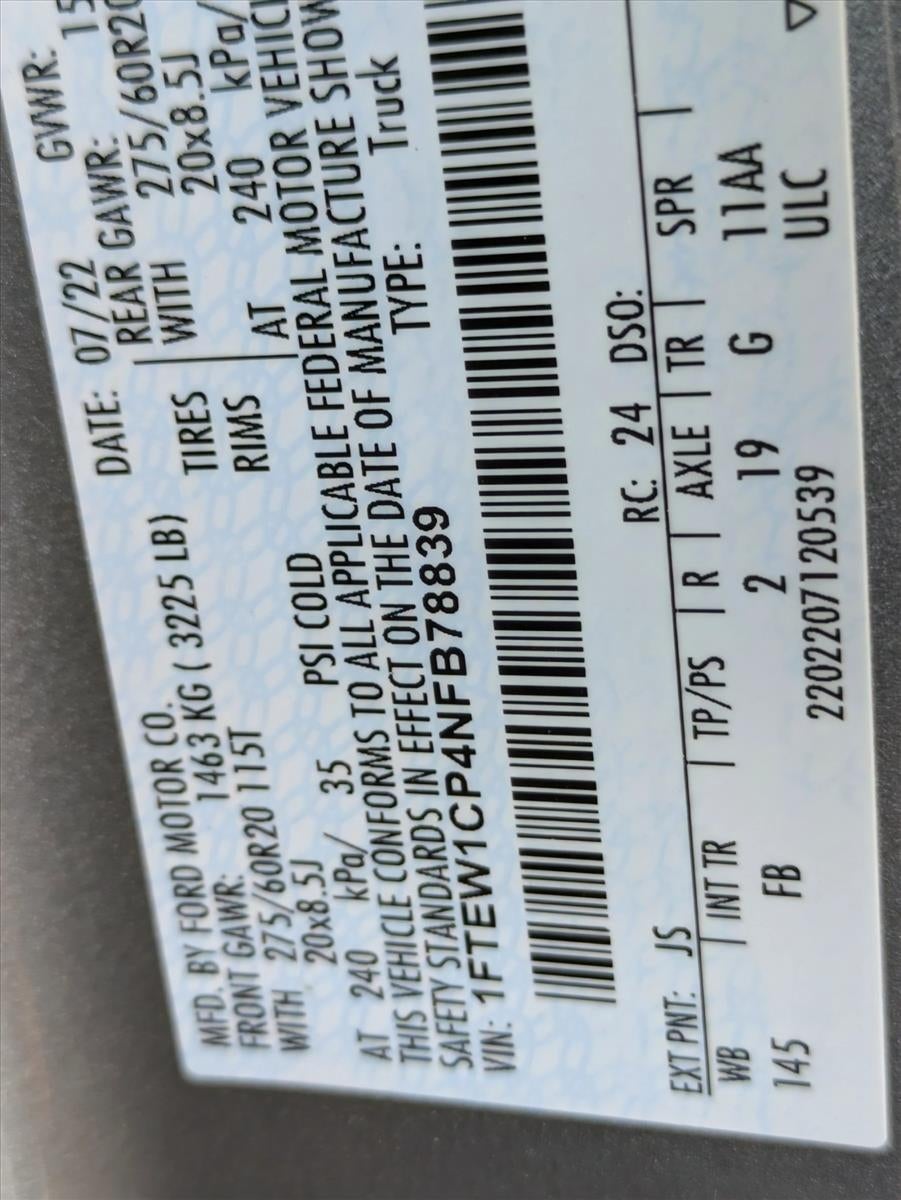 MFD. BY FORD MOTOR CO.
DATE: 07/22 GVWR: 15
FRONT GAWR: 1463 KG ( 3225 LB)
REAR GAWR:
WITH 275/60R20 115T TIRES WITH 275/60R20
20x8.5J RIMS 20x8.5J
AT 240 kPa/ 35 PSI COLD AT 240 kPa/
THIS VEHICLE CONFORMS TO ALL APPLICABLE FEDERAL MOTOR VEHICL
SAFETY STANDARDS IN EFFECT ON THE DATE OF MANUFACTURE SHOW
VIN: 1FTEW1CP4NFB78839 TYPE: Truck
EXT PNT: JS RC: 24 DSO:
WB INT TR TP/PS R AXLE TR SPR
145 FB 2 19 G 11AA
2202207120539 ULC